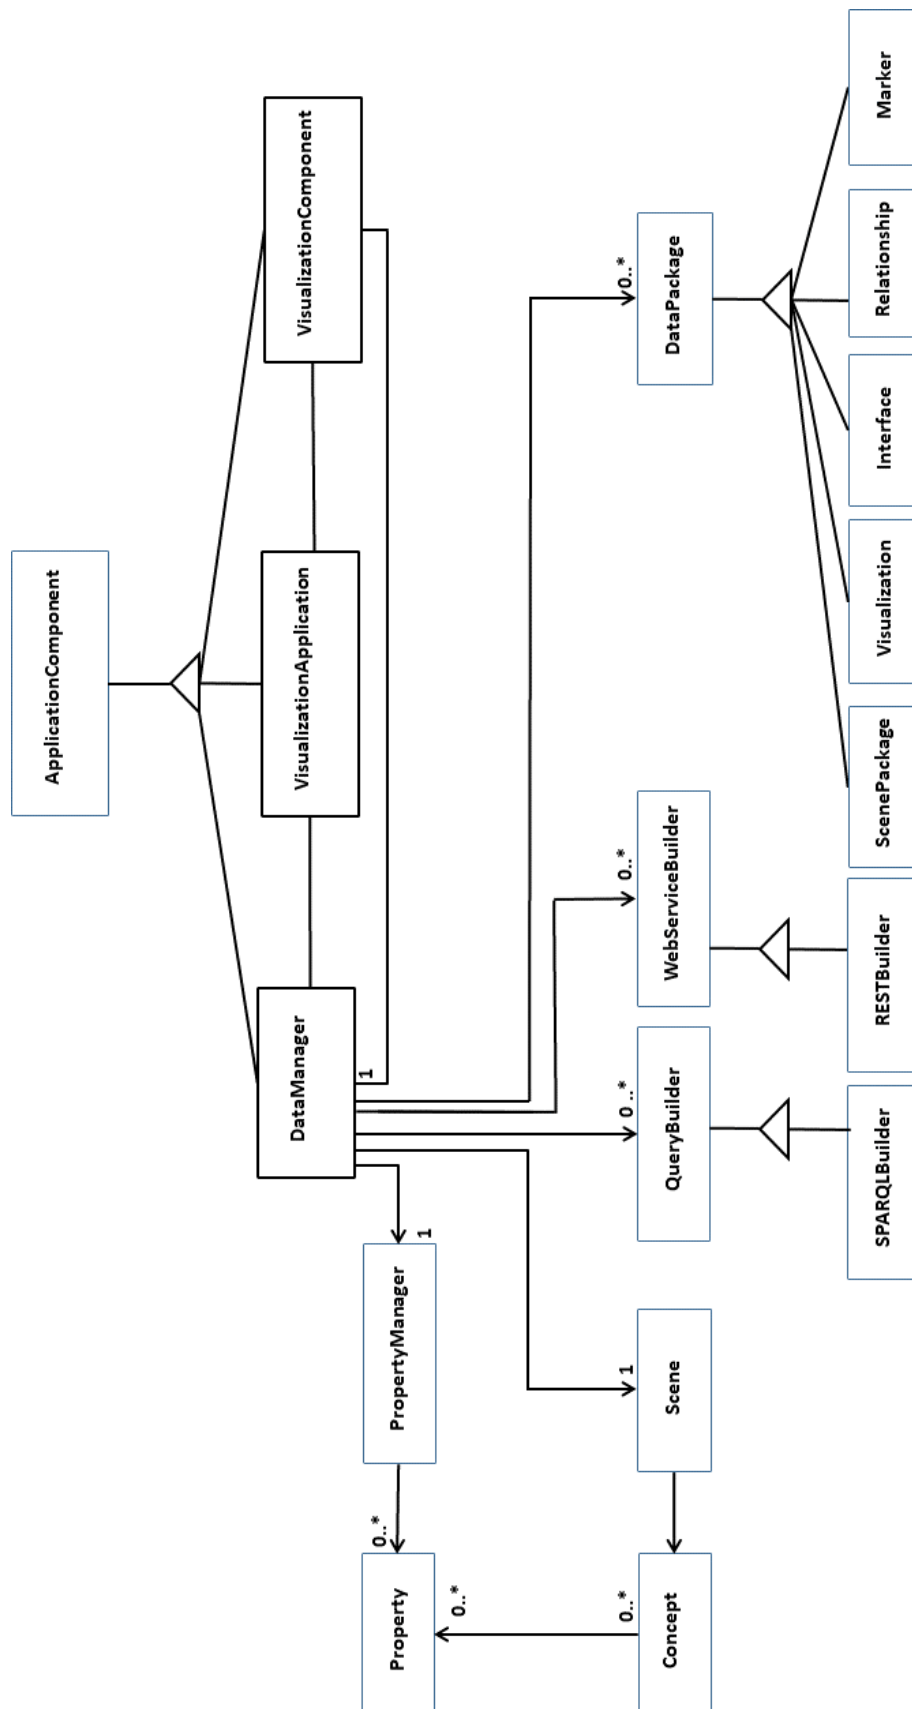 ApplicationComponent
DataManager
VisualizationApplication
VisualizationComponent
1
PropertyManager
1
Property
0..*
0..*
0..*
Concept
Scene
1
QueryBuilder
0 ..*
WebServiceBuilder
0..*
DataPackage
0..*
SPARQLBuilder
RESTBuilder
ScenePackage
Visualization
Interface
Relationship
Marker